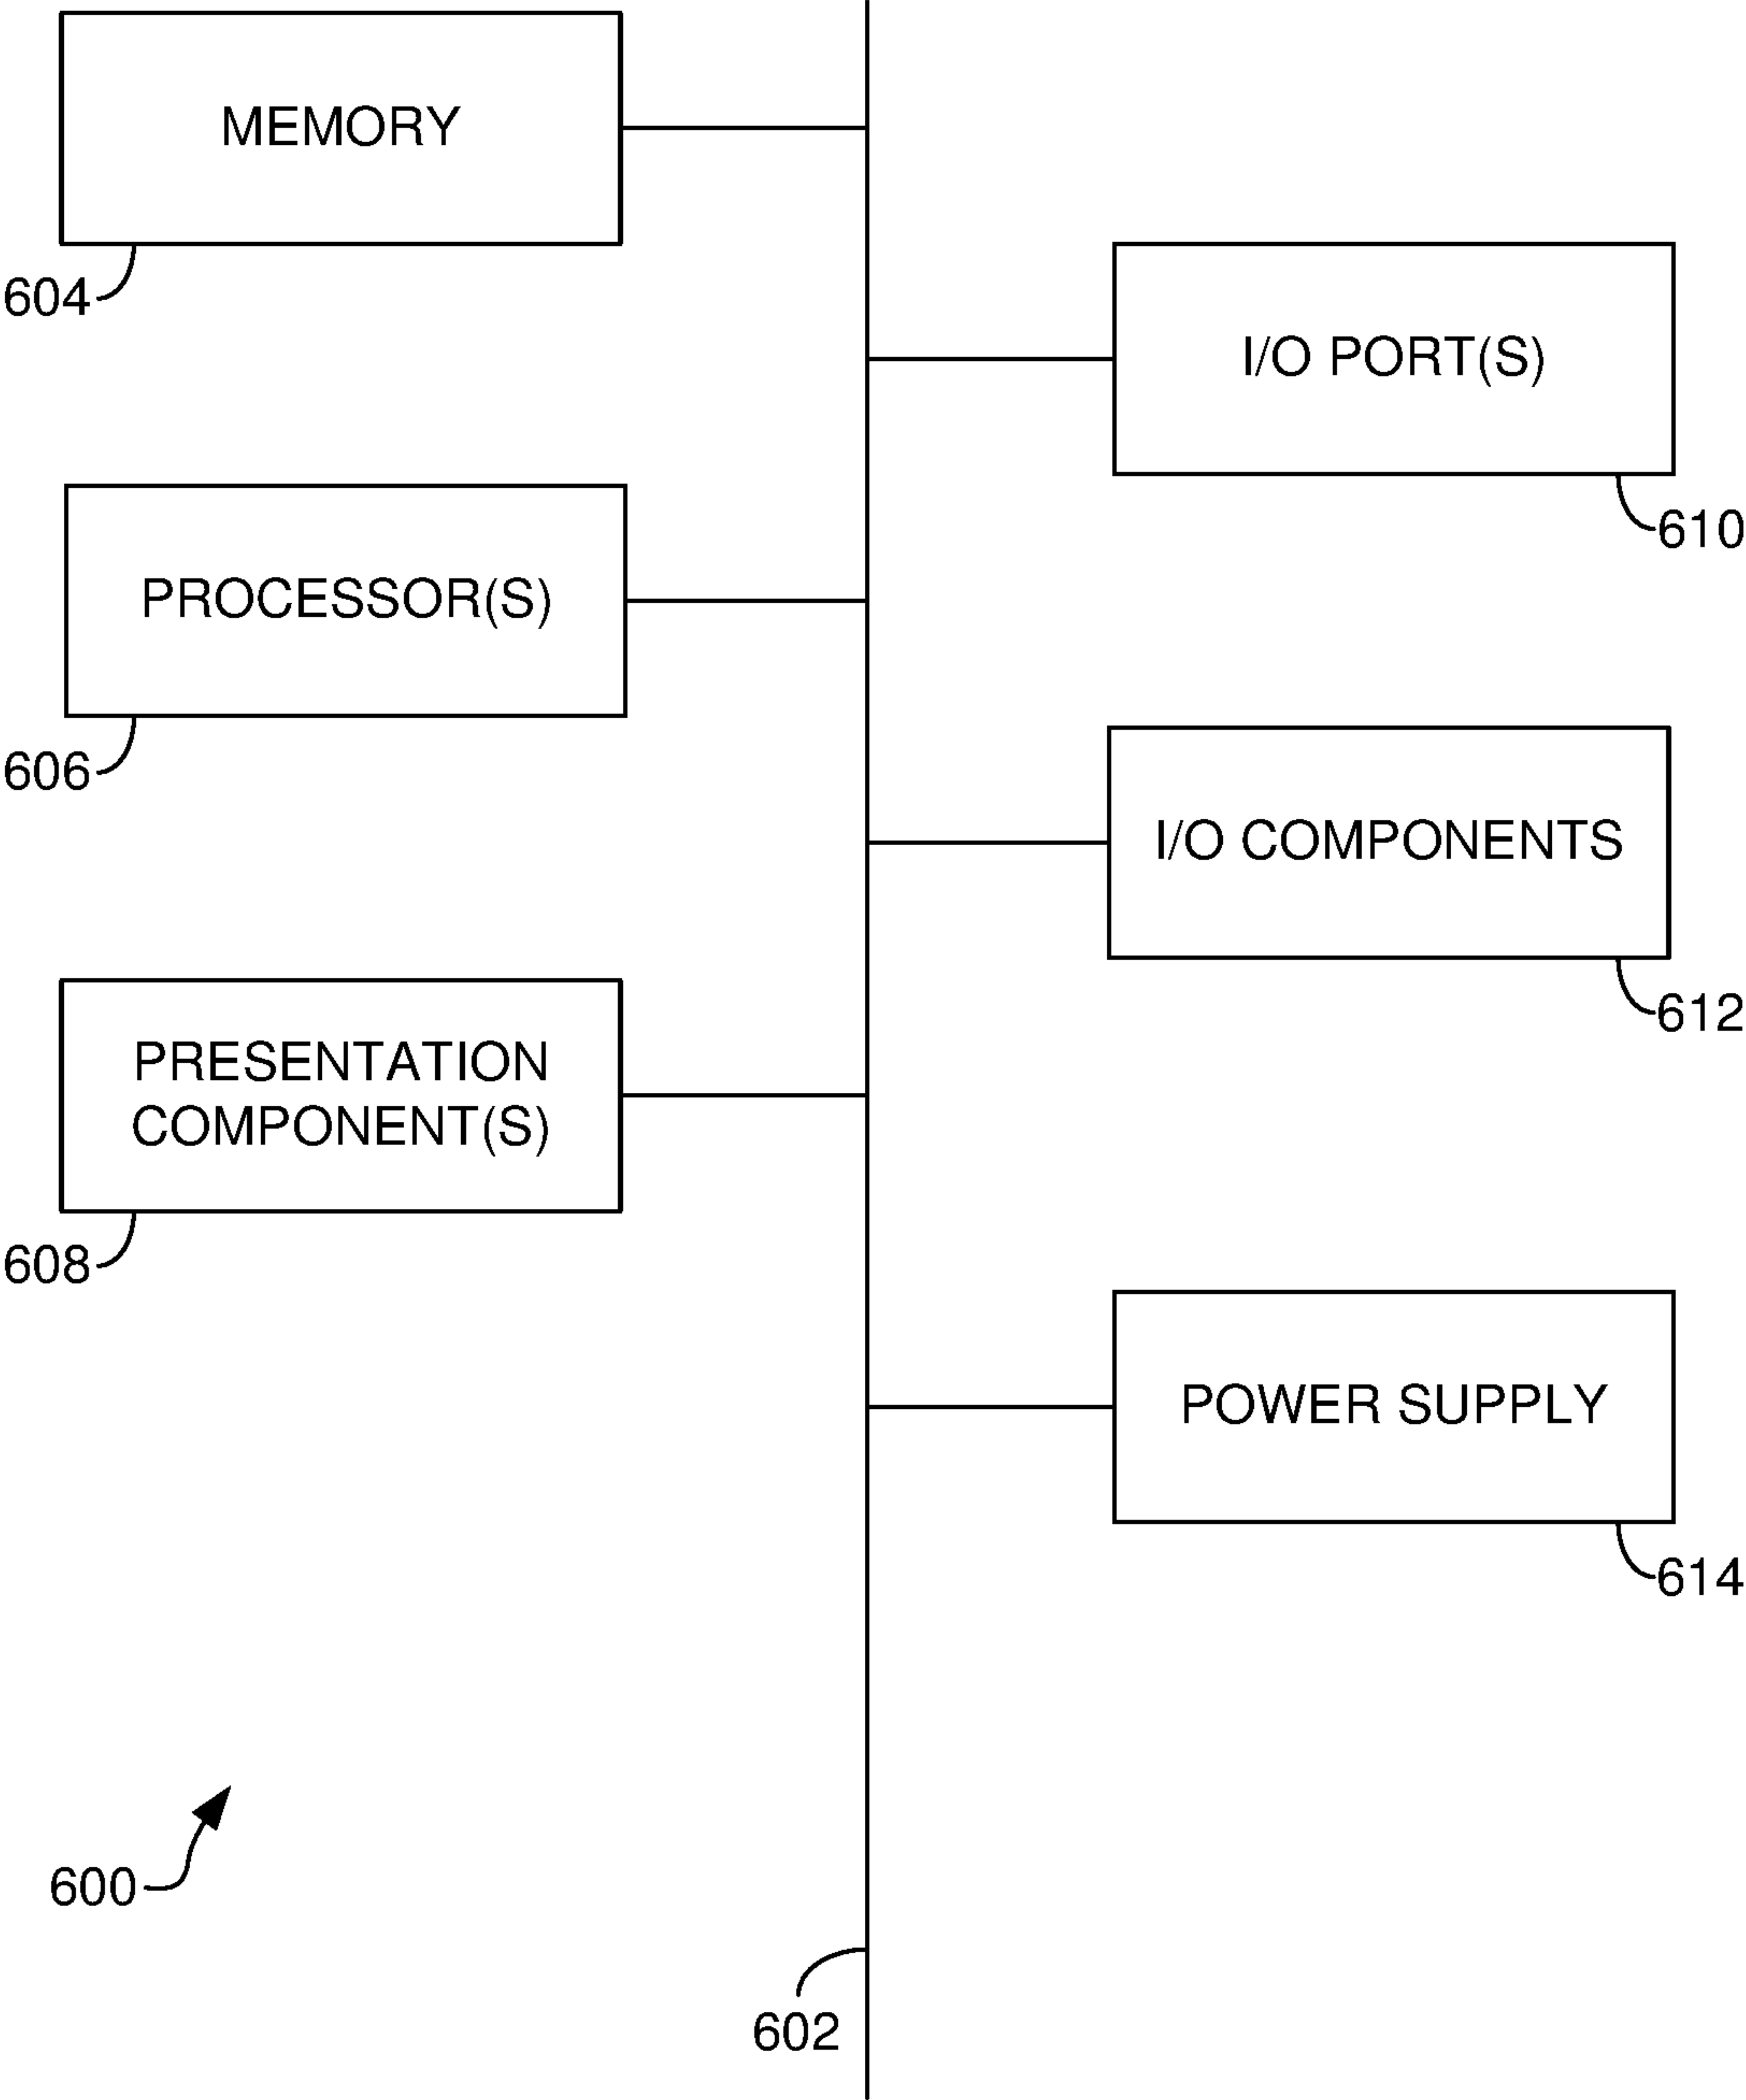 MEMORY
604
I/O PORT(S)
610
PROCESSOR(S)
606
I/O COMPONENTS
612
PRESENTATION
COMPONENT(S)
608
POWER SUPPLY
614
600
602